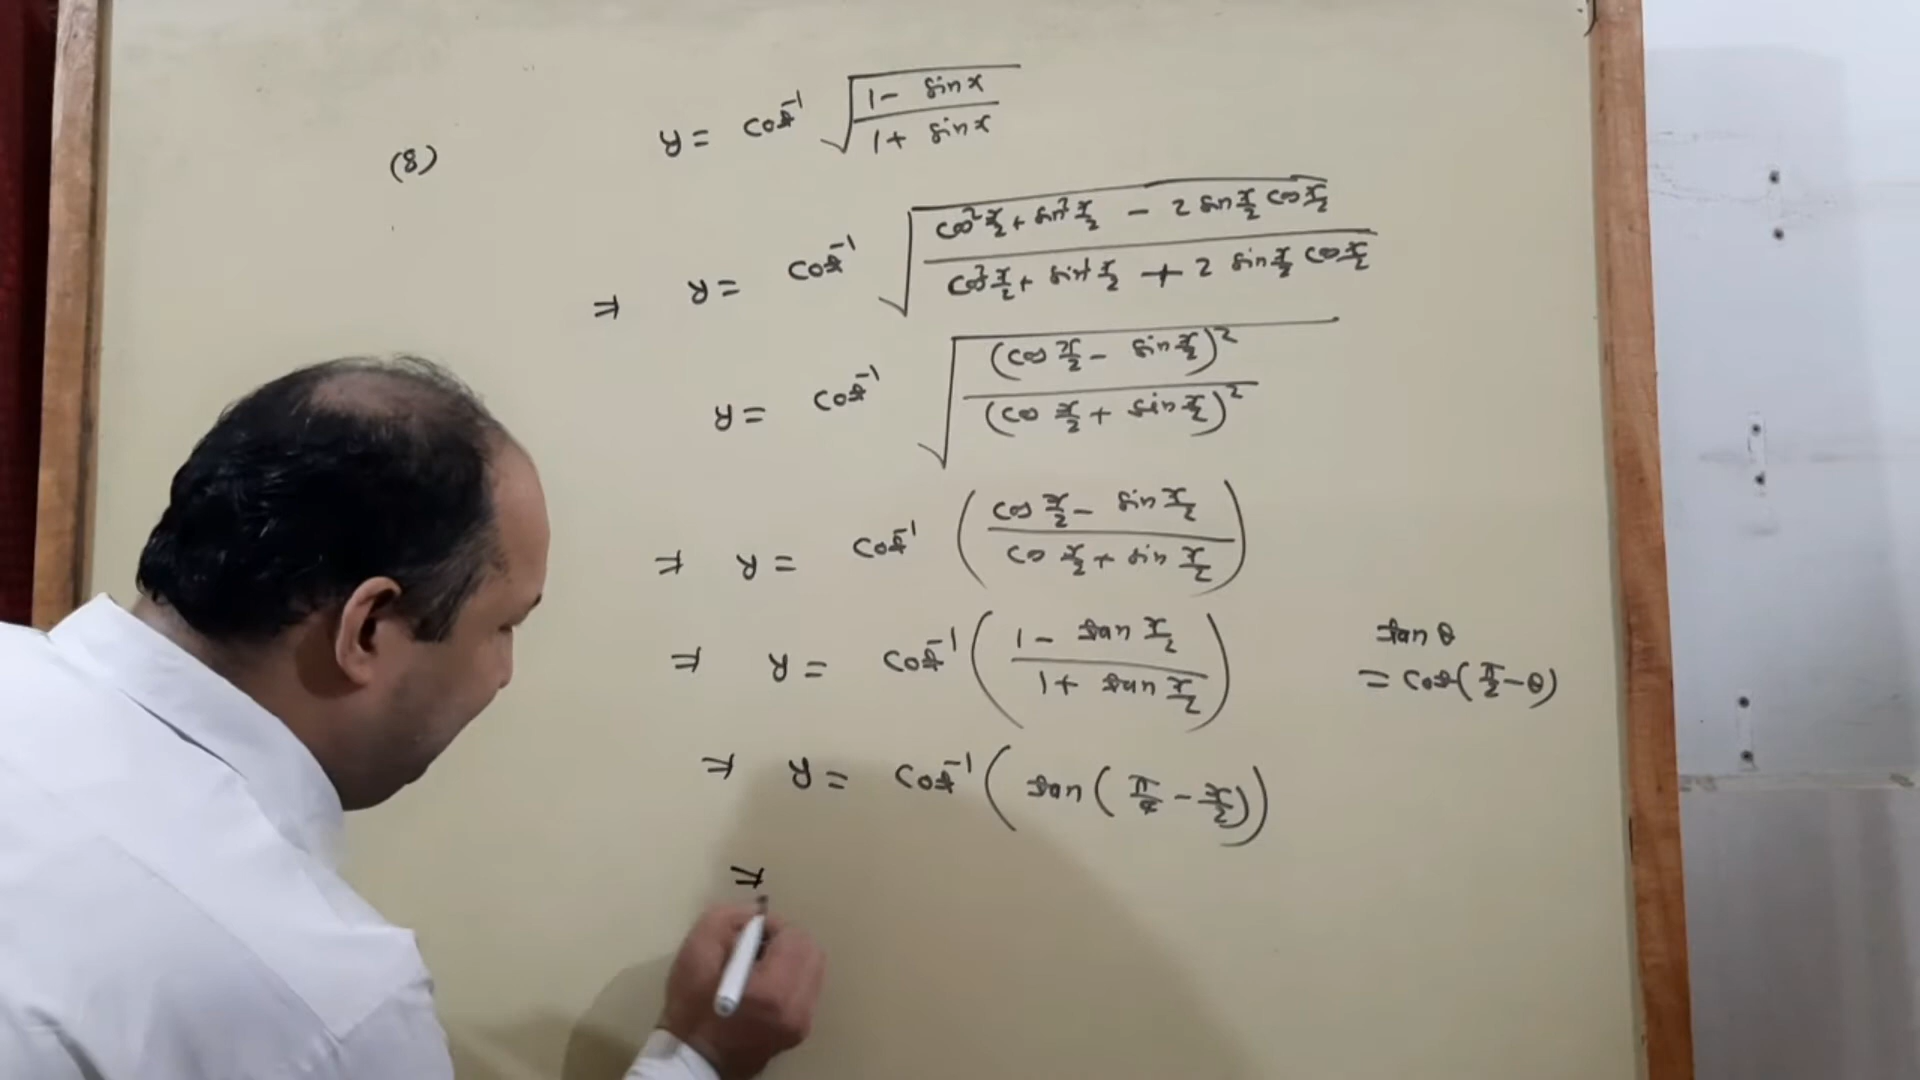 (8) y = cot⁻¹ √((1 - sin x)/(1 + sin x))
⇒ y = cot⁻¹ √((cos² x/2 + sin² x/2 - 2 sin x/2 cos x/2)/(cos² x/2 + sin² x/2 + 2 sin x/2 cos x/2))
y = cot⁻¹ √((cos x/2 - sin x/2)²/(cos x/2 + sin x/2)²)
⇒ y = cot⁻¹ ((cos x/2 - sin x/2)/(cos x/2 + sin x/2))
⇒ y = cot⁻¹ ((1 - tan x/2)/(1 + tan x/2))
tan θ
= cot(π/2 - θ)
⇒ y = cot⁻¹ (tan (π/4 - x/2))
⇒